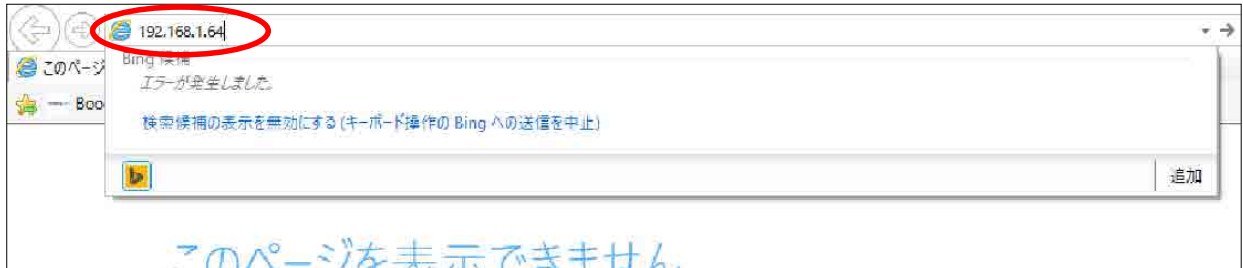 192.168.1.64
このページ
Bing 候補
エラーが発生しました。
Boo
検索候補の表示を無効にする (キーボード操作の Bing への送信を中止)
追加
このページを表示できません